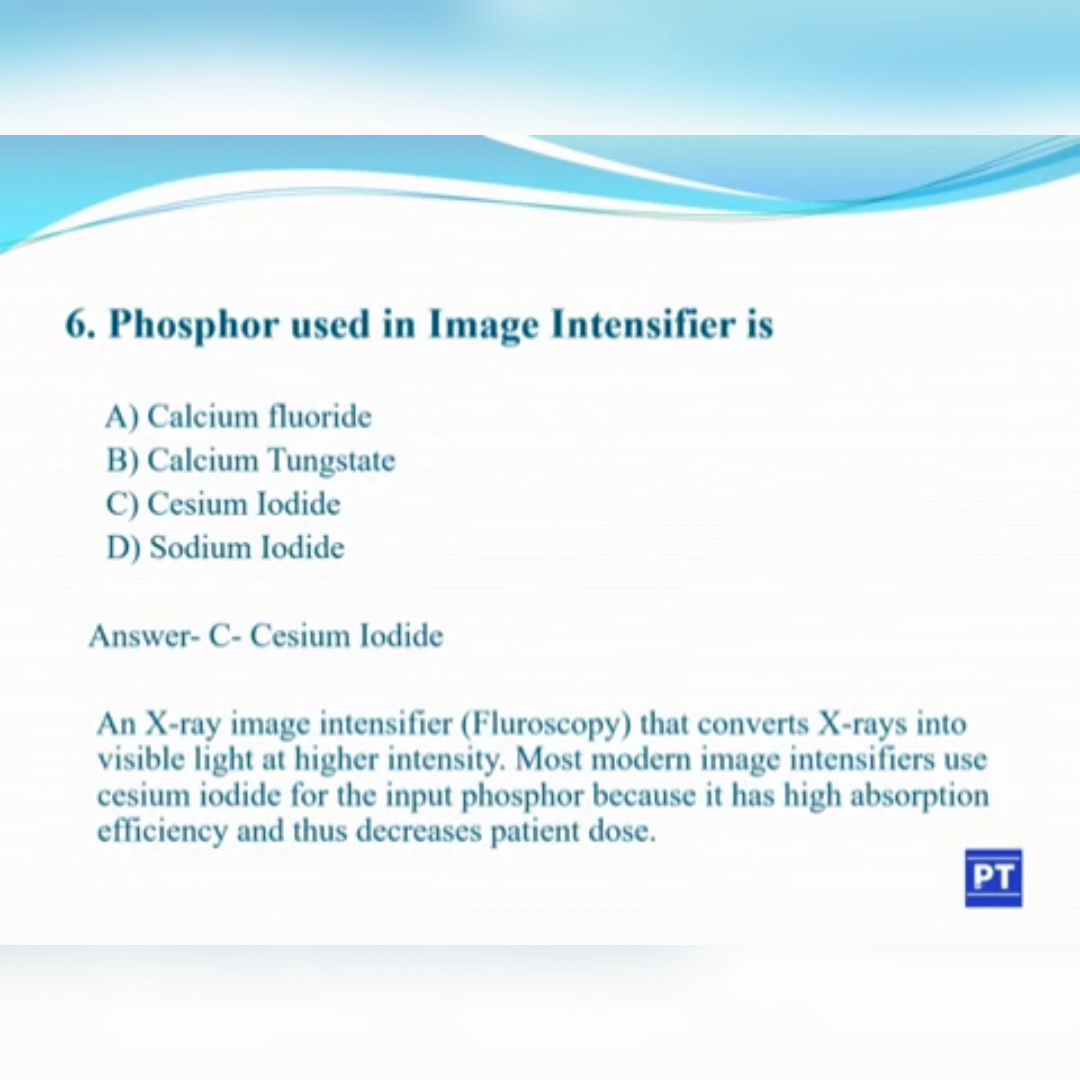 6. Phosphor used in Image Intensifier is
A) Calcium fluoride
B) Calcium Tungstate
C) Cesium Iodide
D) Sodium Iodide
Answer- C- Cesium Iodide
An X-ray image intensifier (Fluroscopy) that converts X-rays into
visible light at higher intensity. Most modern image intensifiers use
cesium iodide for the input phosphor because it has high absorption
efficiency and thus decreases patient dose.
PT